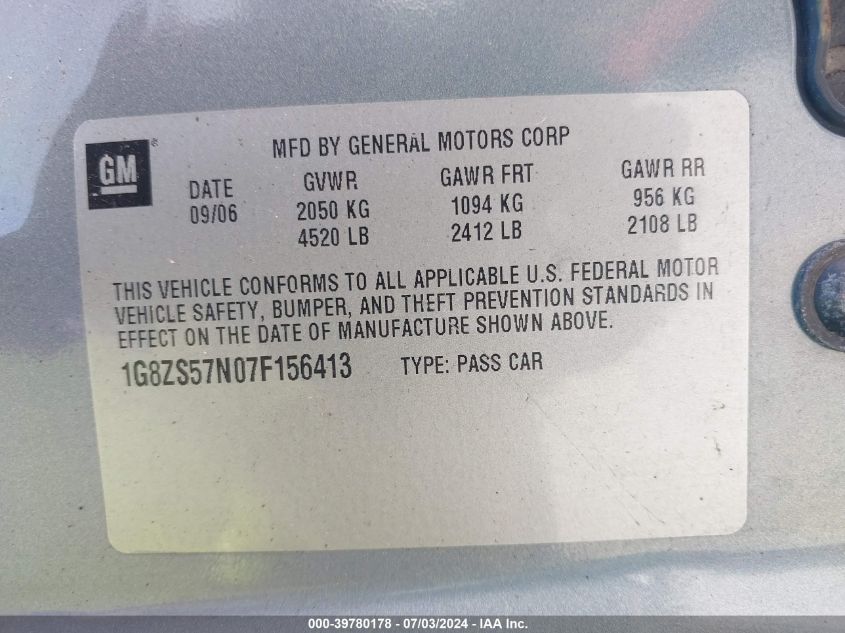 MFD BY GENERAL MOTORS CORP
GM®
DATE GVWR GAWR FRT GAWR RR
09/06 2050 KG 1094 KG 956 KG
4520 LB 2412 LB 2108 LB
THIS VEHICLE CONFORMS TO ALL APPLICABLE U.S. FEDERAL MOTOR
VEHICLE SAFETY, BUMPER, AND THEFT PREVENTION STANDARDS IN
EFFECT ON THE DATE OF MANUFACTURE SHOWN ABOVE.
1G8ZS57N07F156413 TYPE: PASS CAR
000-39780178 - 07/03/2024 - IAA Inc.